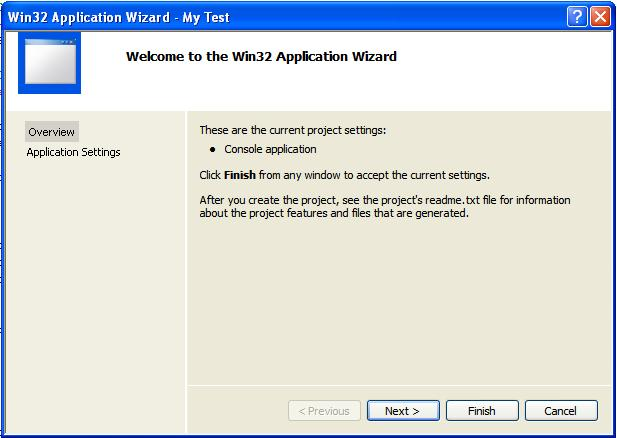 Win32 Application Wizard - My Test
Welcome to the Win32 Application Wizard
Overview
Application Settings
These are the current project settings:
• Console application
Click Finish from any window to accept the current settings.
After you create the project, see the project's readme.txt file for information
about the project features and files that are generated.
< Previous
Next >
Finish
Cancel